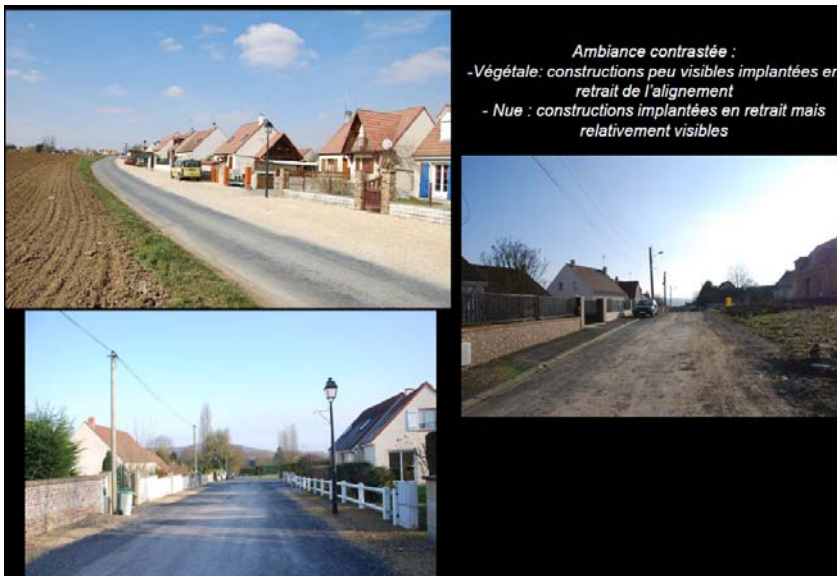 Ambiance contrastée :
-Végétale: constructions peu visibles implantées en
retrait de l'alignement
- Nue : constructions implantées en retrait mais
relativement visibles